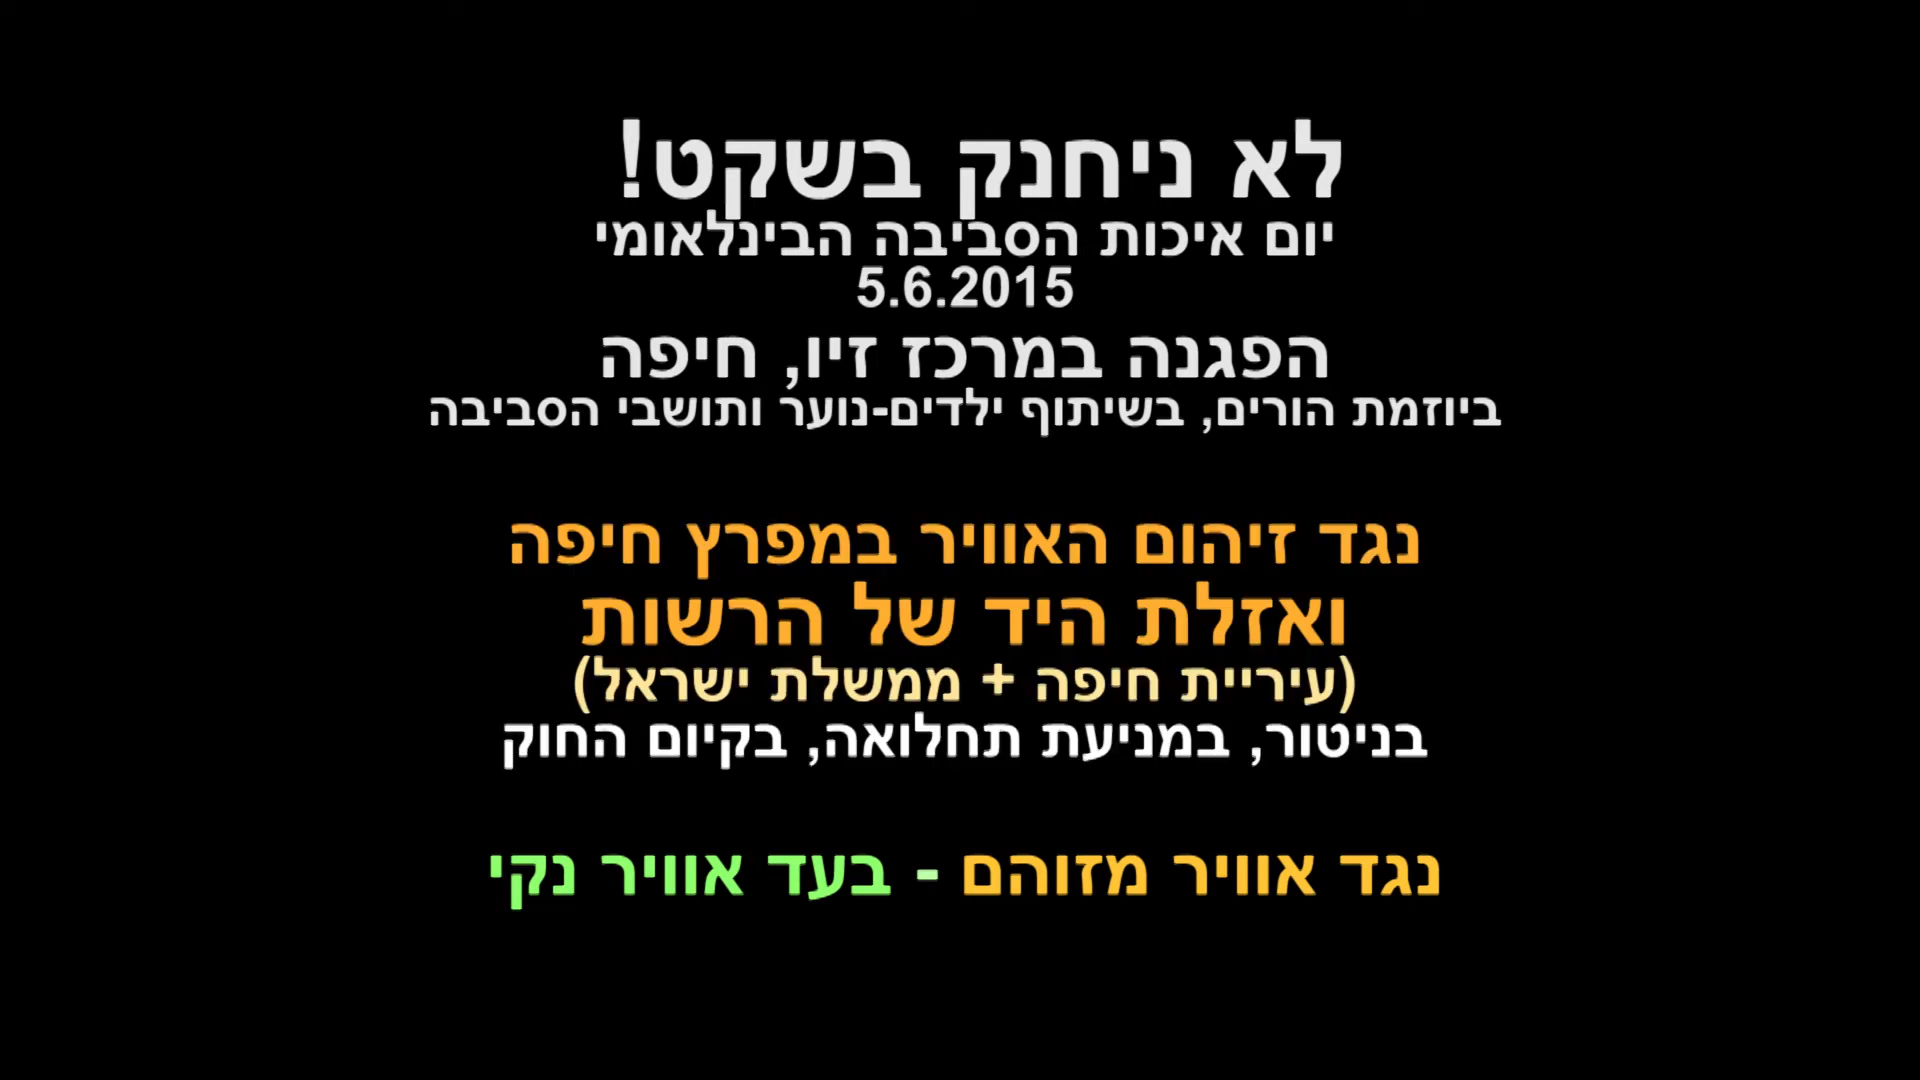 לא ניחנק בשקט!
יום איכות הסביבה הבינלאומי
5.6.2015
הפגנה במרכז זיו, חיפה
ביוזמת הורים, בשיתוף ילדים-נוער ותושבי הסביבה
נגד זיהום האוויר במפרץ חיפה
ואזלת היד של הרשות
(עיריית חיפה + ממשלת ישראל)
בניטור, במניעת תחלואה, בקיום החוק
נגד אוויר מזוהם - בעד אוויר נקי